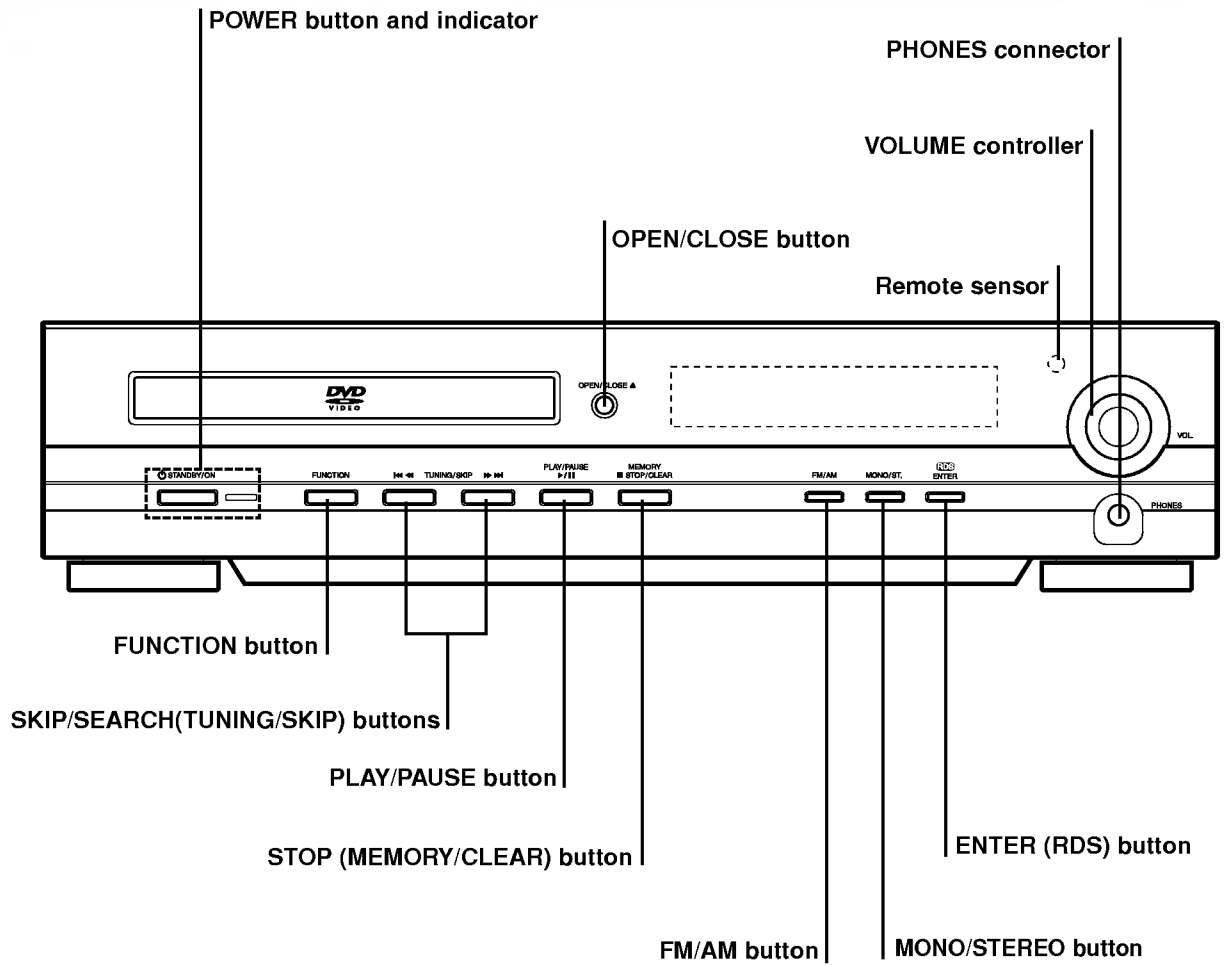 POWER button and indicator
PHONES connector
VOLUME controller
OPEN/CLOSE button
Remote sensor
DVD
VIDEO
OPEN/CLOSE ▲
VOL.
⏻ STANDBY/ON
FUNCTION
⏮ ◀◀ TUNING/SKIP ▶▶ ⏭
PLAY/PAUSE
▶/❚❚
MEMORY
■ STOP/CLEAR
FM/AM
MONO/ST.
RDS
ENTER
PHONES
FUNCTION button
SKIP/SEARCH(TUNING/SKIP) buttons
PLAY/PAUSE button
STOP (MEMORY/CLEAR) button
ENTER (RDS) button
FM/AM button
MONO/STEREO button